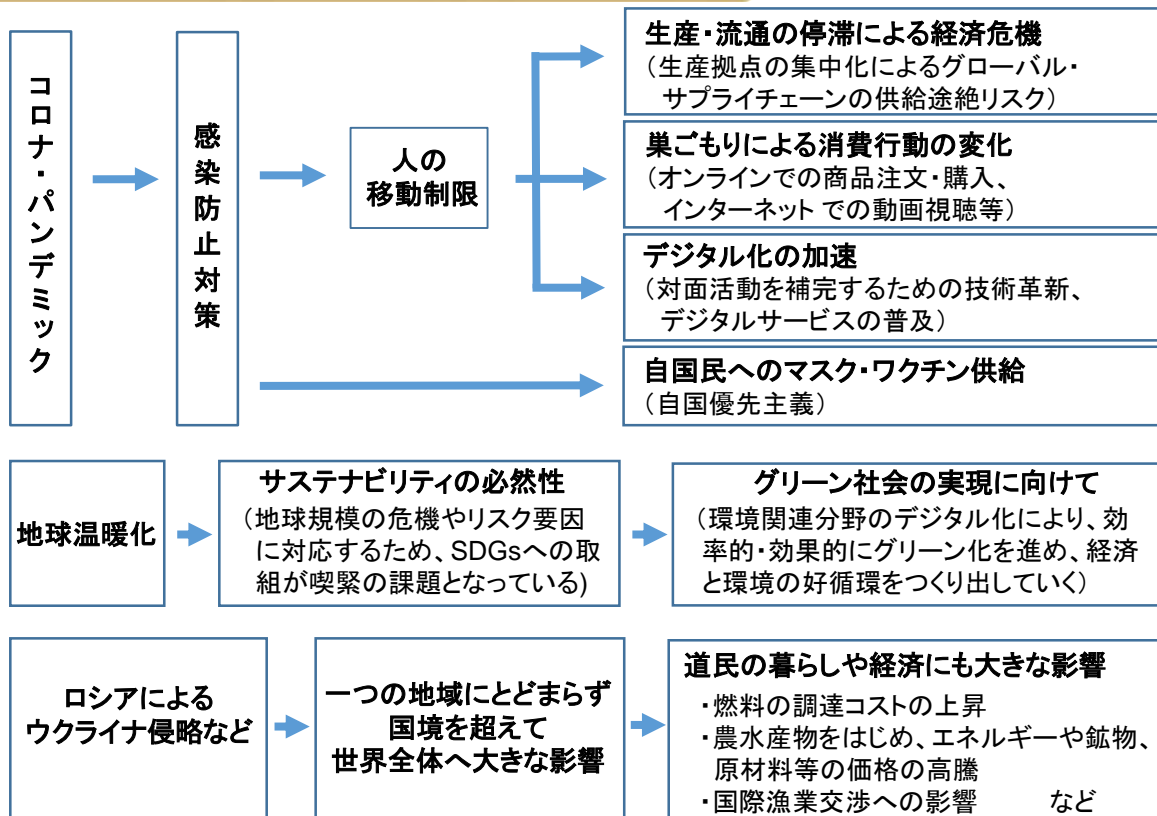 コロナ・パンデミック
感染防止対策
人の
移動制限
生産・流通の停滞による経済危機
(生産拠点の集中化によるグローバル・
サプライチェーンの供給途絶リスク)
巣ごもりによる消費行動の変化
(オンラインでの商品注文・購入、
インターネット での動画視聴等)
デジタル化の加速
(対面活動を補完するための技術革新、
デジタルサービスの普及)
自国民へのマスク・ワクチン供給
(自国優先主義)
地球温暖化
サステナビリティの必然性
(地球規模の危機やリスク要因
に対応するため、SDGsへの取
組が喫緊の課題となっている)
グリーン社会の実現に向けて
(環境関連分野のデジタル化により、効
率的・効果的にグリーン化を進め、経済
と環境の好循環をつくり出していく)
ロシアによる
ウクライナ侵略など
一つの地域にとどまらず
国境を超えて
世界全体へ大きな影響
道民の暮らしや経済にも大きな影響
・燃料の調達コストの上昇
・農水産物をはじめ、エネルギーや鉱物、
原材料等の価格の高騰
・国際漁業交渉への影響 など